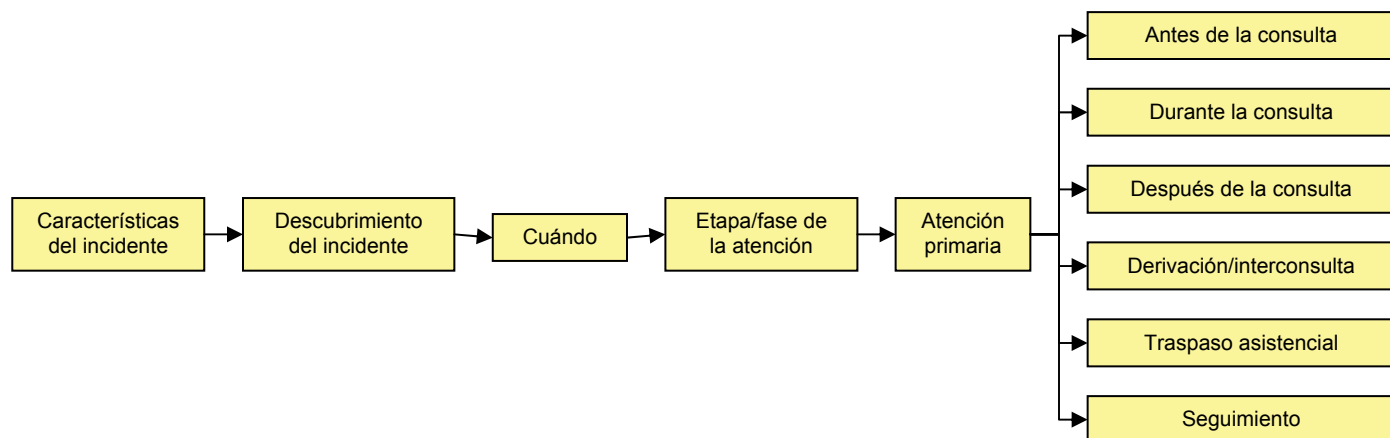 Características
del incidente
Descubrimiento
del incidente
Cuándo
Etapa/fase de
la atención
Atención
primaria
Antes de la consulta
Durante la consulta
Después de la consulta
Derivación/interconsulta
Traspaso asistencial
Seguimiento